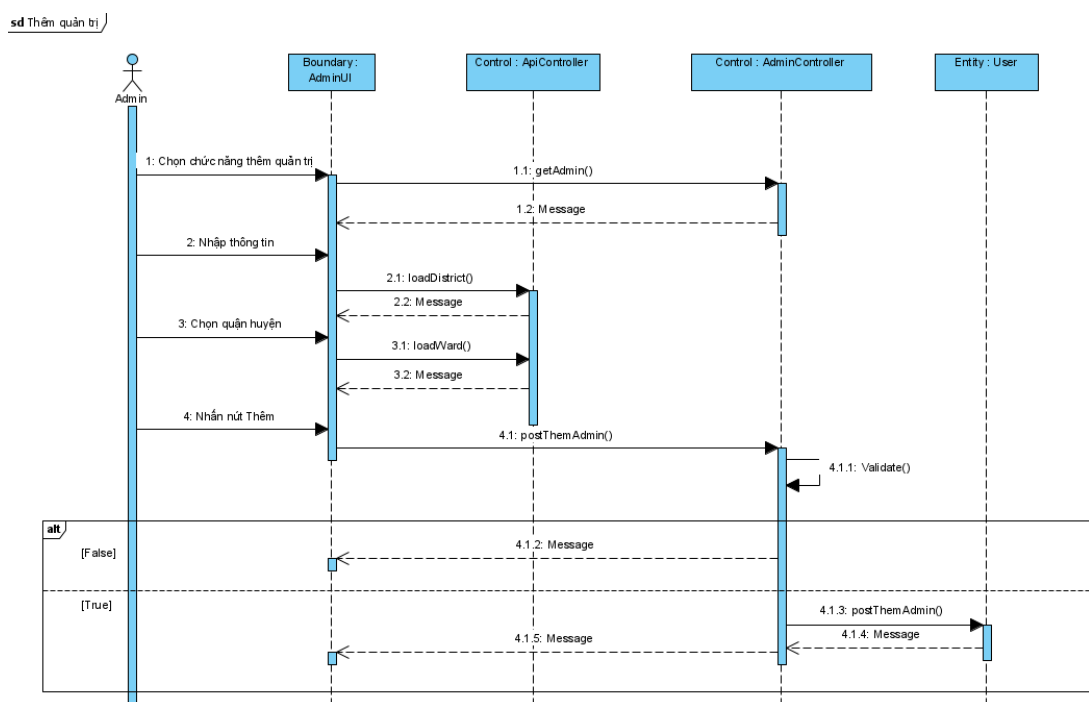 sd Thêm quản trị
Boundary :
AdminUI
Control : ApiController
Control : AdminController
Entity : User
Admin
1: Chọn chức năng thêm quản trị
1.1: getAdmin()
1.2: Message
2: Nhập thông tin
2.1: loadDistrict()
2.2: Message
3: Chọn quận huyện
3.1: loadWard()
3.2: Message
4: Nhấn nút Thêm
4.1: postThemAdmin()
4.1.1: Validate()
alt
[False]
4.1.2: Message
[True]
4.1.3: postThemAdmin()
4.1.4: Message
4.1.5: Message